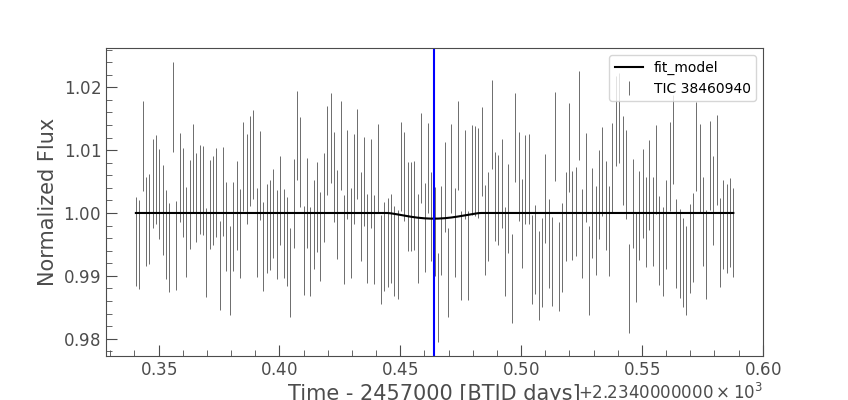 Normalized Flux
1.02
1.01
1.00
0.99
0.98
fit_model
TIC 38460940
0.35
0.40
0.45
0.50
0.55
0.60
Time - 2457000 [BTJD days]
+2.2340000000 × 10³